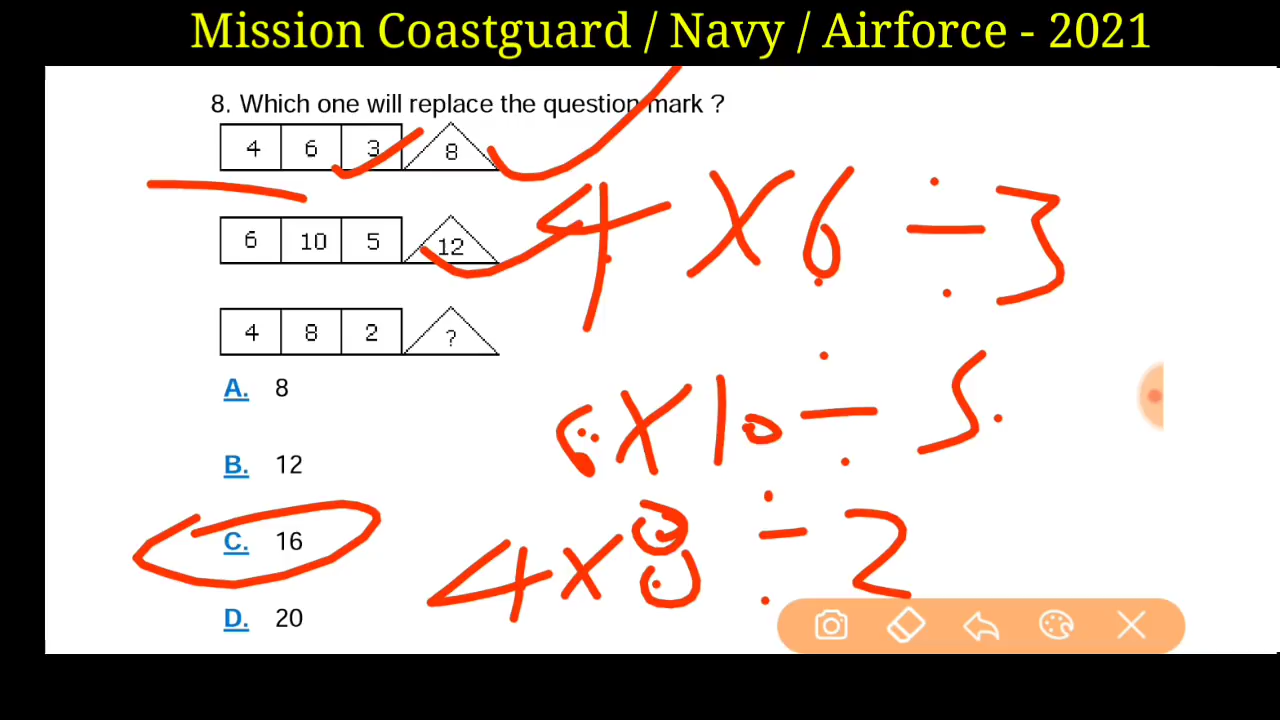 Mission Coastguard / Navy / Airforce - 2021
8. Which one will replace the question mark ?
4 6 3 8
4 X 6 ÷ 3
6 10 5 12
4 8 2 ?
A. 8
6 X 10 ÷ 5
B. 12
C. 16
4 x 8 ÷ 2
D. 20